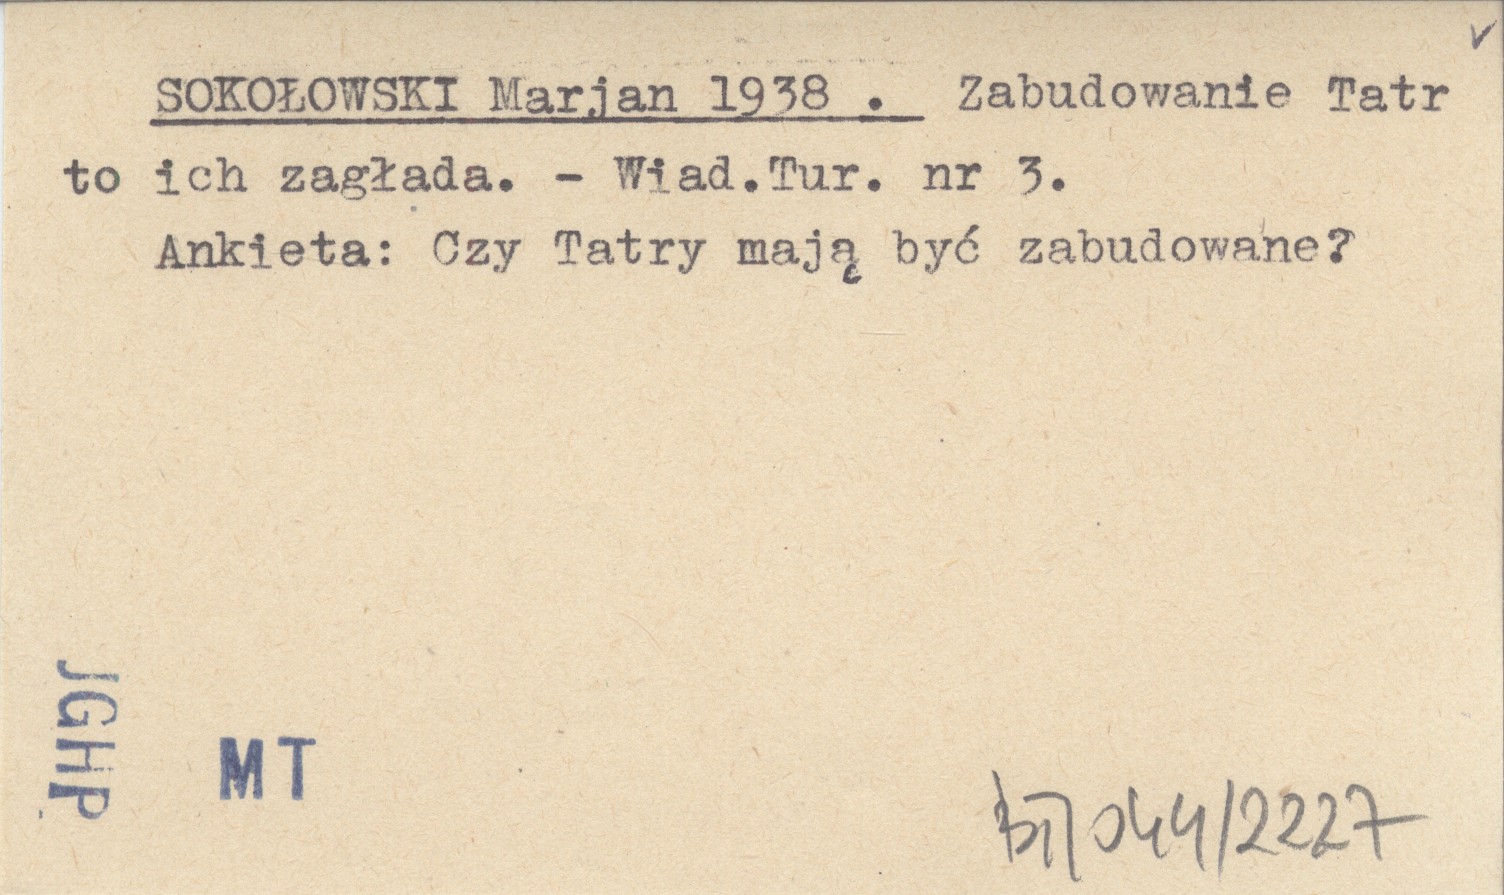 SOKOŁOWSKI Marjan 1938 . Zabudowanie Tatr
to ich zagłada. - Wiad.Tur. nr 3.
Ankieta: Czy Tatry mają być zabudowane?
JGHP
MT
044/2227